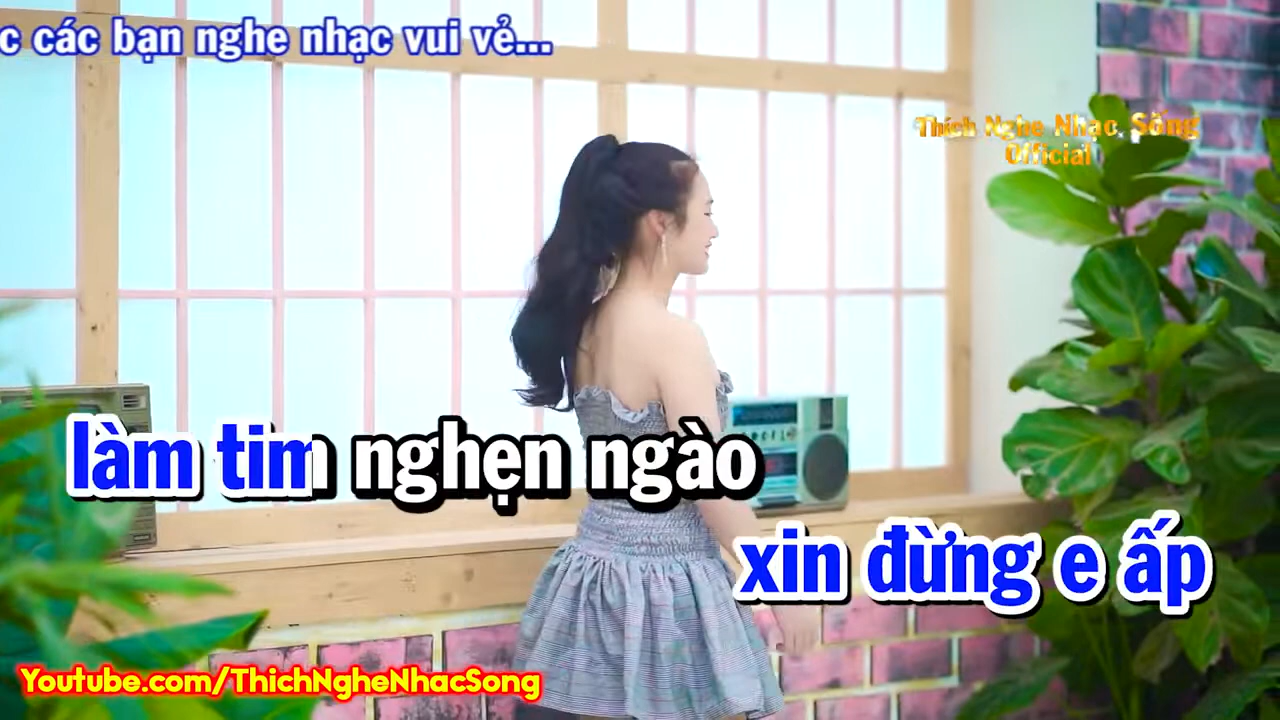 c các bạn nghe nhạc vui vẻ...
Thích Nghe Nhạc Sống
Official
làm tim nghẹn ngào
xin đừng e ấp
Youtube.com/ThichNgheNhacSong